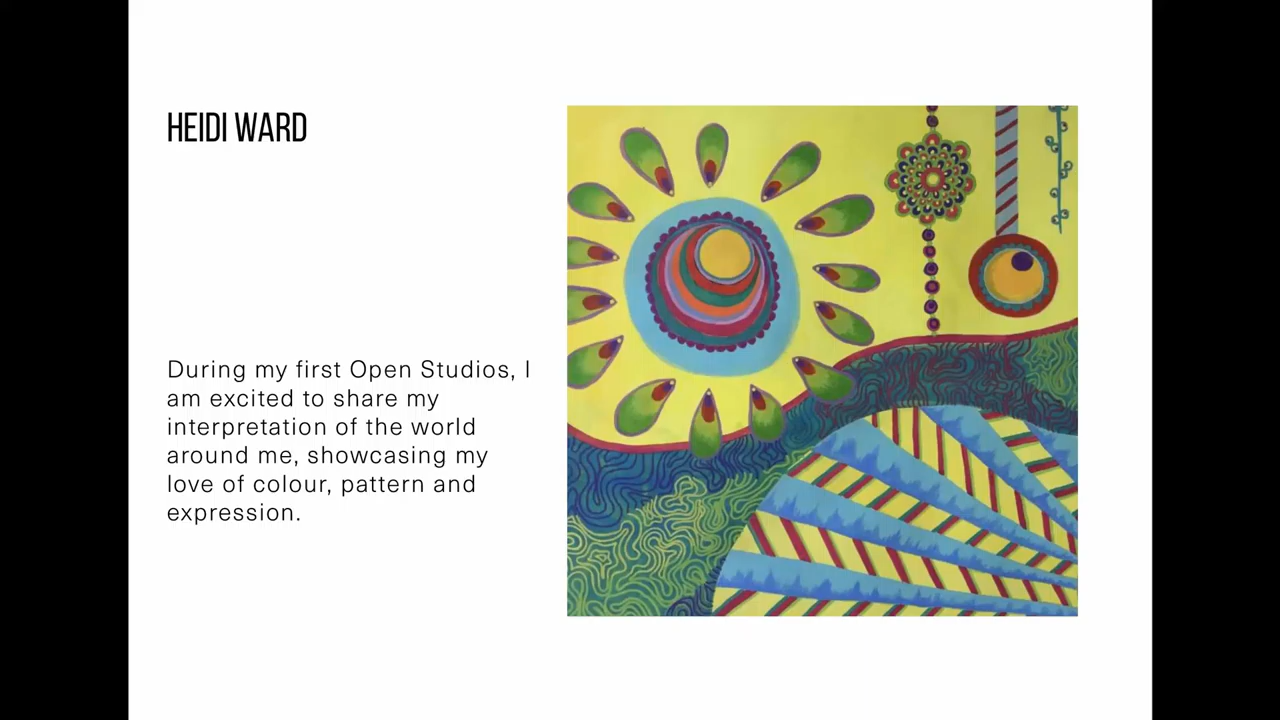 HEIDI WARD
During my first Open Studios, I
am excited to share my
interpretation of the world
around me, showcasing my
love of colour, pattern and
expression.